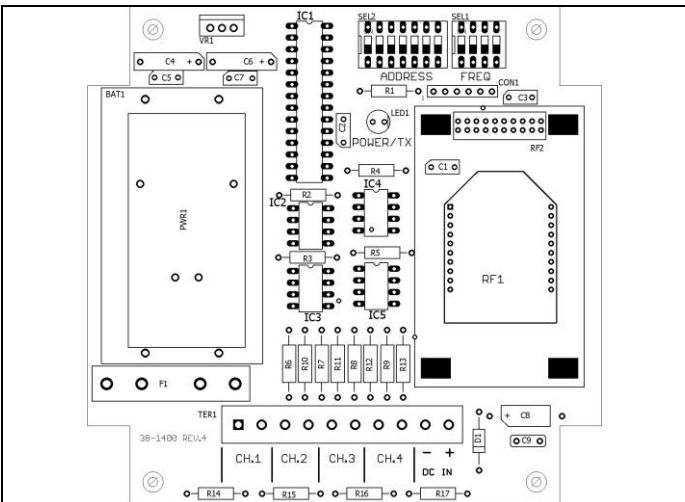 IC1
SEL2
SEL1
VR1
C4 +
C6 +
C5
C7
ADDRESS
FREQ
BAT1
R1
1
CON1
C3
LED1
C2
POWER/TX
RF2
C1
R4
IC4
R2
IC2
PWR1
R3
R5
RF1
IC3
IC5
R6
R10
R7
R11
R8
R12
R9
R13
F1
TER1
+ C8
D1
C9
38-1400 REV.4
CH.1
CH.2
CH.3
CH.4
- +
DC IN
R14
R15
R16
R17